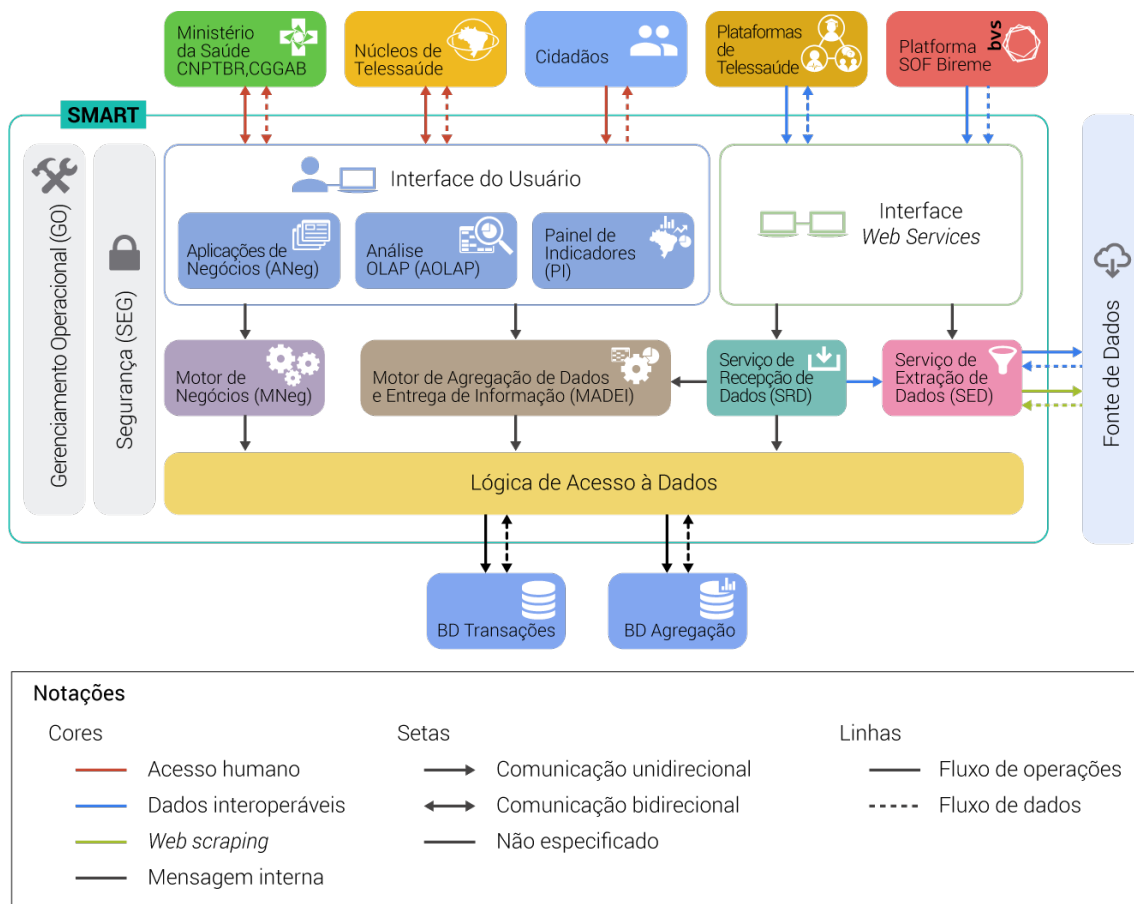 Ministério
da Saúde
CNPTBR,CGGAB
Núcleos de
Telessaúde
Cidadãos
Plataformas
de
Telessaúde
Platforma
SOF Bireme
bvs
SMART
Gerenciamento Operacional (GO)
Segurança (SEG)
Interface do Usuário
Aplicações de
Negócios (ANeg)
Análise
OLAP (AOLAP)
Painel de
Indicadores
(PI)
Interface
Web Services
Fonte de Dados
Motor de
Negócios (MNeg)
Motor de Agregação de Dados
e Entrega de Informação (MADEI)
Serviço de
Recepção de
Dados (SRD)
Serviço de
Extração de
Dados (SED)
Lógica de Acesso à Dados
BD Transações
BD Agregação
Notações
Cores
Acesso humano
Dados interoperáveis
Web scraping
Mensagem interna
Setas
Comunicação unidirecional
Comunicação bidirecional
Não especificado
Linhas
Fluxo de operações
Fluxo de dados